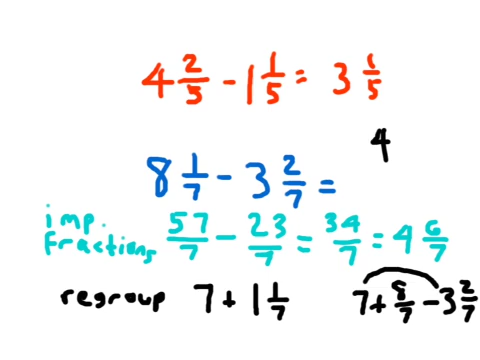 4 2/5 - 1 1/5 = 3 1/5
4
8 1/7 - 3 2/7 =
imp. fractions 57/7 - 23/7 = 34/7 = 4 6/7
regroup 7 + 1 1/7 7 + 8/7 - 3 2/7